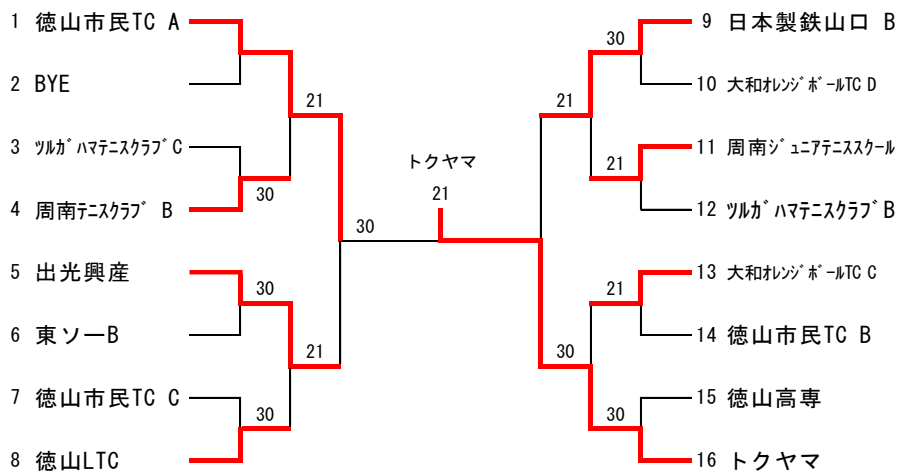 1 徳山市民TC A
2 BYE
3 ﾂﾙｶﾞﾊﾏﾃﾆｽｸﾗﾌﾞC
4 周南ﾃﾆｽｸﾗﾌﾞ B
5 出光興産
6 東ソーB
7 徳山市民TC C
8 徳山LTC
21
30
30
30
21
30
トクヤマ
21
9 日本製鉄山口 B
10 大和ｵﾚﾝｼﾞﾎﾞｰﾙTC D
11 周南ｼﾞｭﾆｱﾃﾆｽスクール
12 ﾂﾙｶﾞﾊﾏﾃﾆｽｸﾗﾌﾞB
13 大和ｵﾚﾝｼﾞﾎﾞｰﾙTC C
14 徳山市民TC B
15 徳山高専
16 トクヤマ
30
21
21
21
30
30